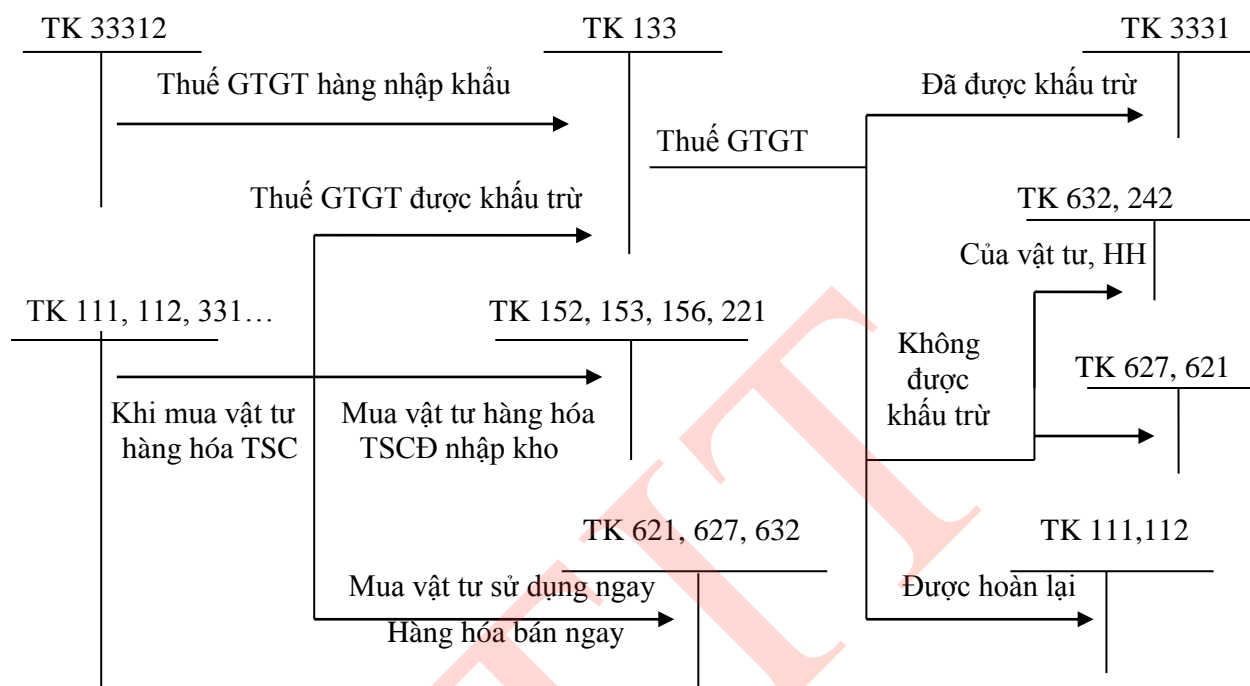 TK 33312
TK 133
TK 3331
Thuế GTGT hàng nhập khẩu
Đã được khấu trừ
Thuế GTGT
Thuế GTGT được khấu trừ
TK 632, 242
Của vật tư, HH
TK 111, 112, 331…
TK 152, 153, 156, 221
Không
được
khấu trừ
TK 627, 621
Khi mua vật tư
hàng hóa TSC
Mua vật tư hàng hóa
TSCĐ nhập kho
TK 621, 627, 632
TK 111,112
Mua vật tư sử dụng ngay
Hàng hóa bán ngay
Được hoàn lại